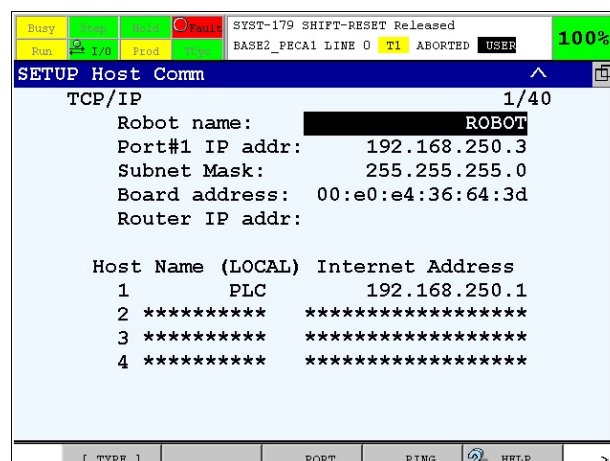 Busy Step Hold Fault SYST-179 SHIFT-RESET Released
Run I/O Prod TCyc BASE2_PECA1 LINE 0 T1 ABORTED USER 100%
SETUP Host Comm
TCP/IP 1/40
Robot name: ROBOT
Port#1 IP addr: 192.168.250.3
Subnet Mask: 255.255.255.0
Board address: 00:e0:e4:36:64:3d
Router IP addr:
Host Name (LOCAL) Internet Address
1 PLC 192.168.250.1
2 ********** ******************
3 ********** ******************
4 ********** ******************
[ TYPE ] PORT PING HELP >